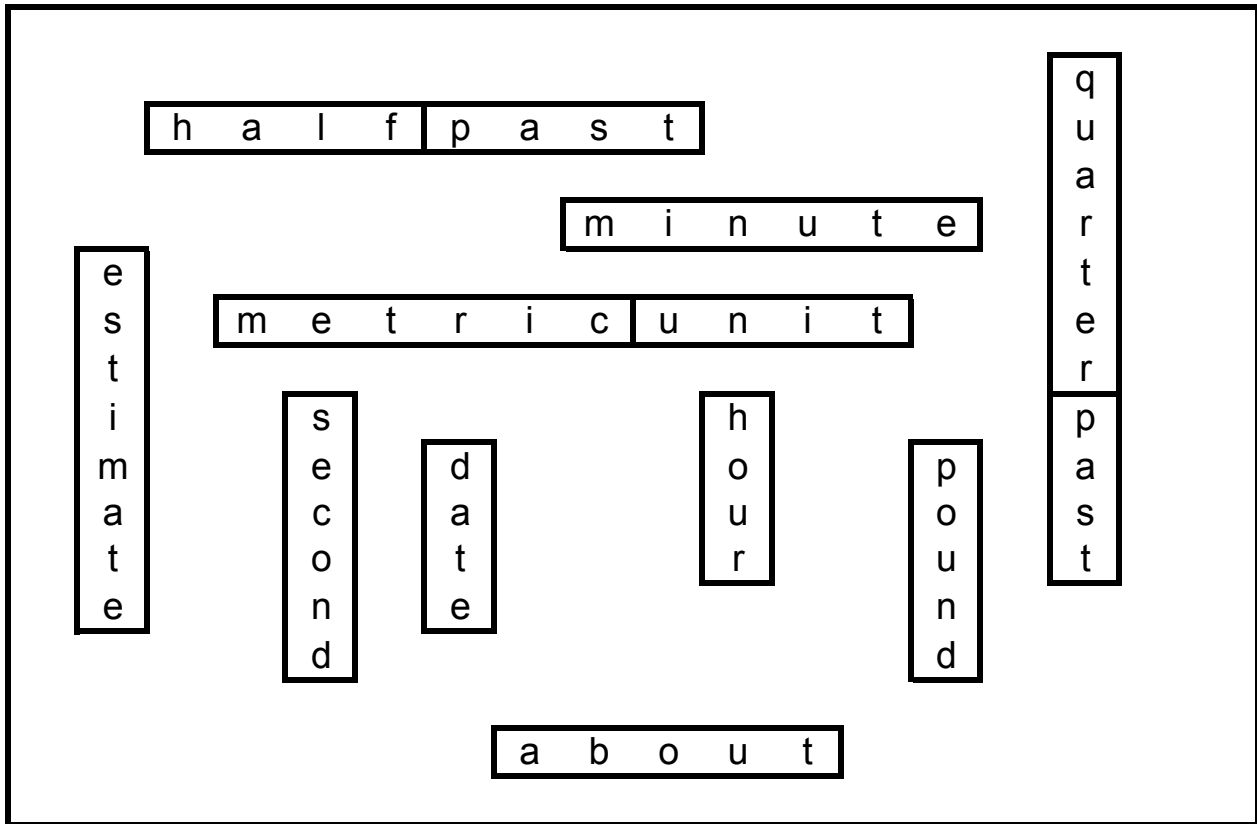 half past
quarter past
minute
estimate
metric unit
second
date
hour
pound
about